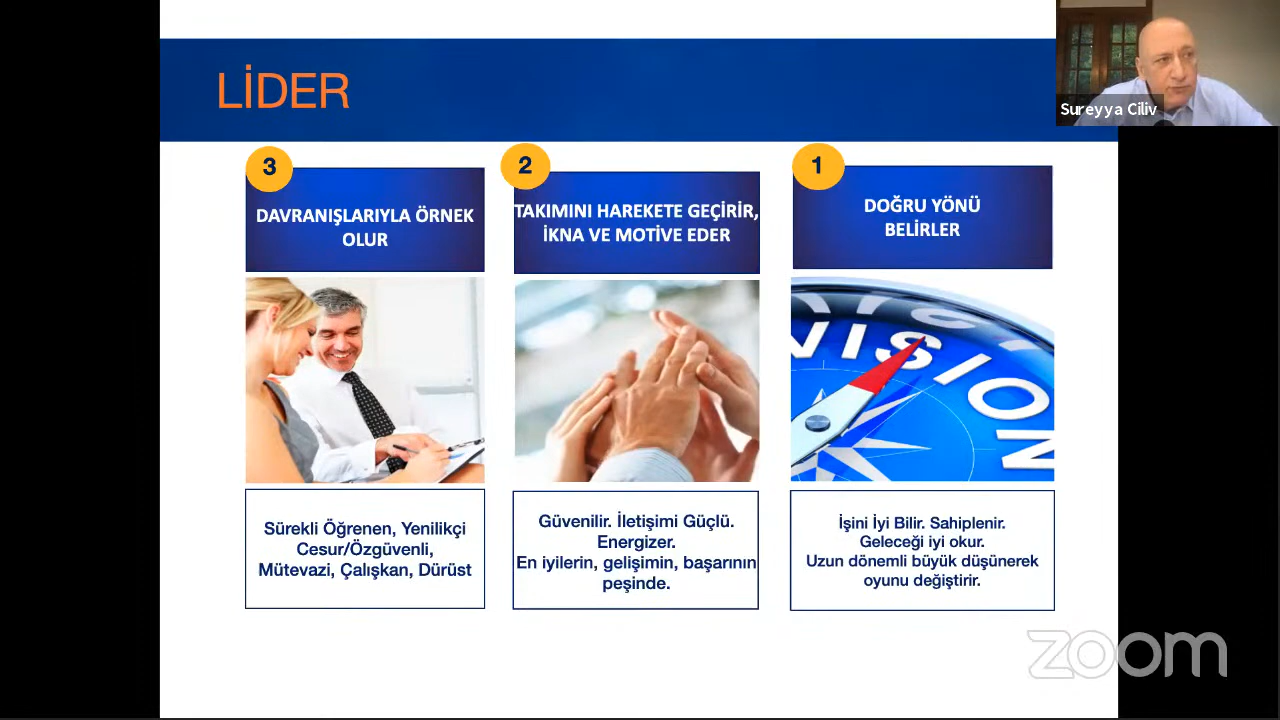 LİDER
Sureyya Ciliv
3
DAVRANIŞLARIYLA ÖRNEK
OLUR
Sürekli Öğrenen, Yenilikçi
Cesur/Özgüvenli,
Mütevazi, Çalışkan, Dürüst
2
TAKIMINI HAREKETE GEÇİRİR,
İKNA VE MOTİVE EDER
Güvenilir. İletişimi Güçlü.
Energizer.
En iyilerin, gelişimin, başarının
peşinde.
1
DOĞRU YÖNÜ
BELİRLER
VISION
İşini İyi Bilir. Sahiplenir.
Geleceği iyi okur.
Uzun dönemli büyük düşünerek
oyunu değiştirir.
zoom